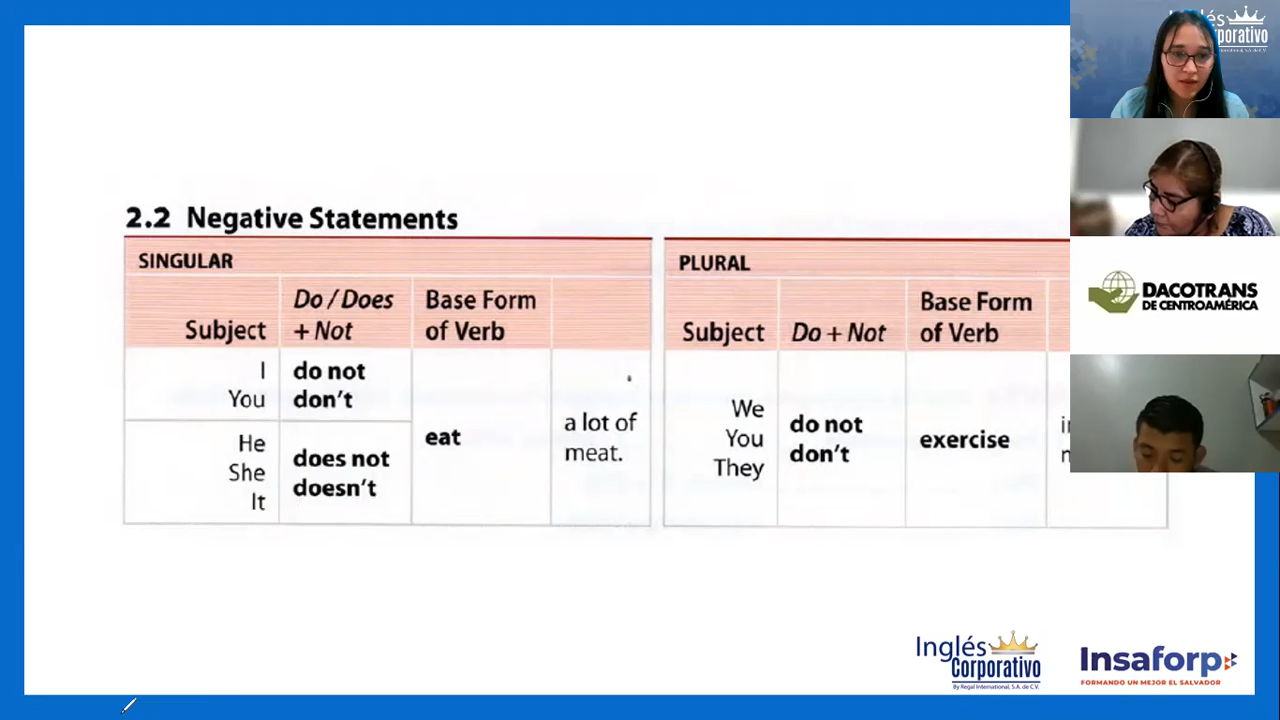 2.2 Negative Statements
SINGULAR
Subject
Do / Does
+ Not
Base Form
of Verb
I
You
do not
don't
He
She
It
does not
doesn't
eat
a lot of
meat.
PLURAL
Subject
Do + Not
Base Form
of Verb
We
You
They
do not
don't
exercise
Inglés
Corporativo
By Regal International, S.A. de C.V.
Insaforp
FORMANDO UN MEJOR EL SALVADOR
DACOTRANS
DE CENTROAMÉRICA